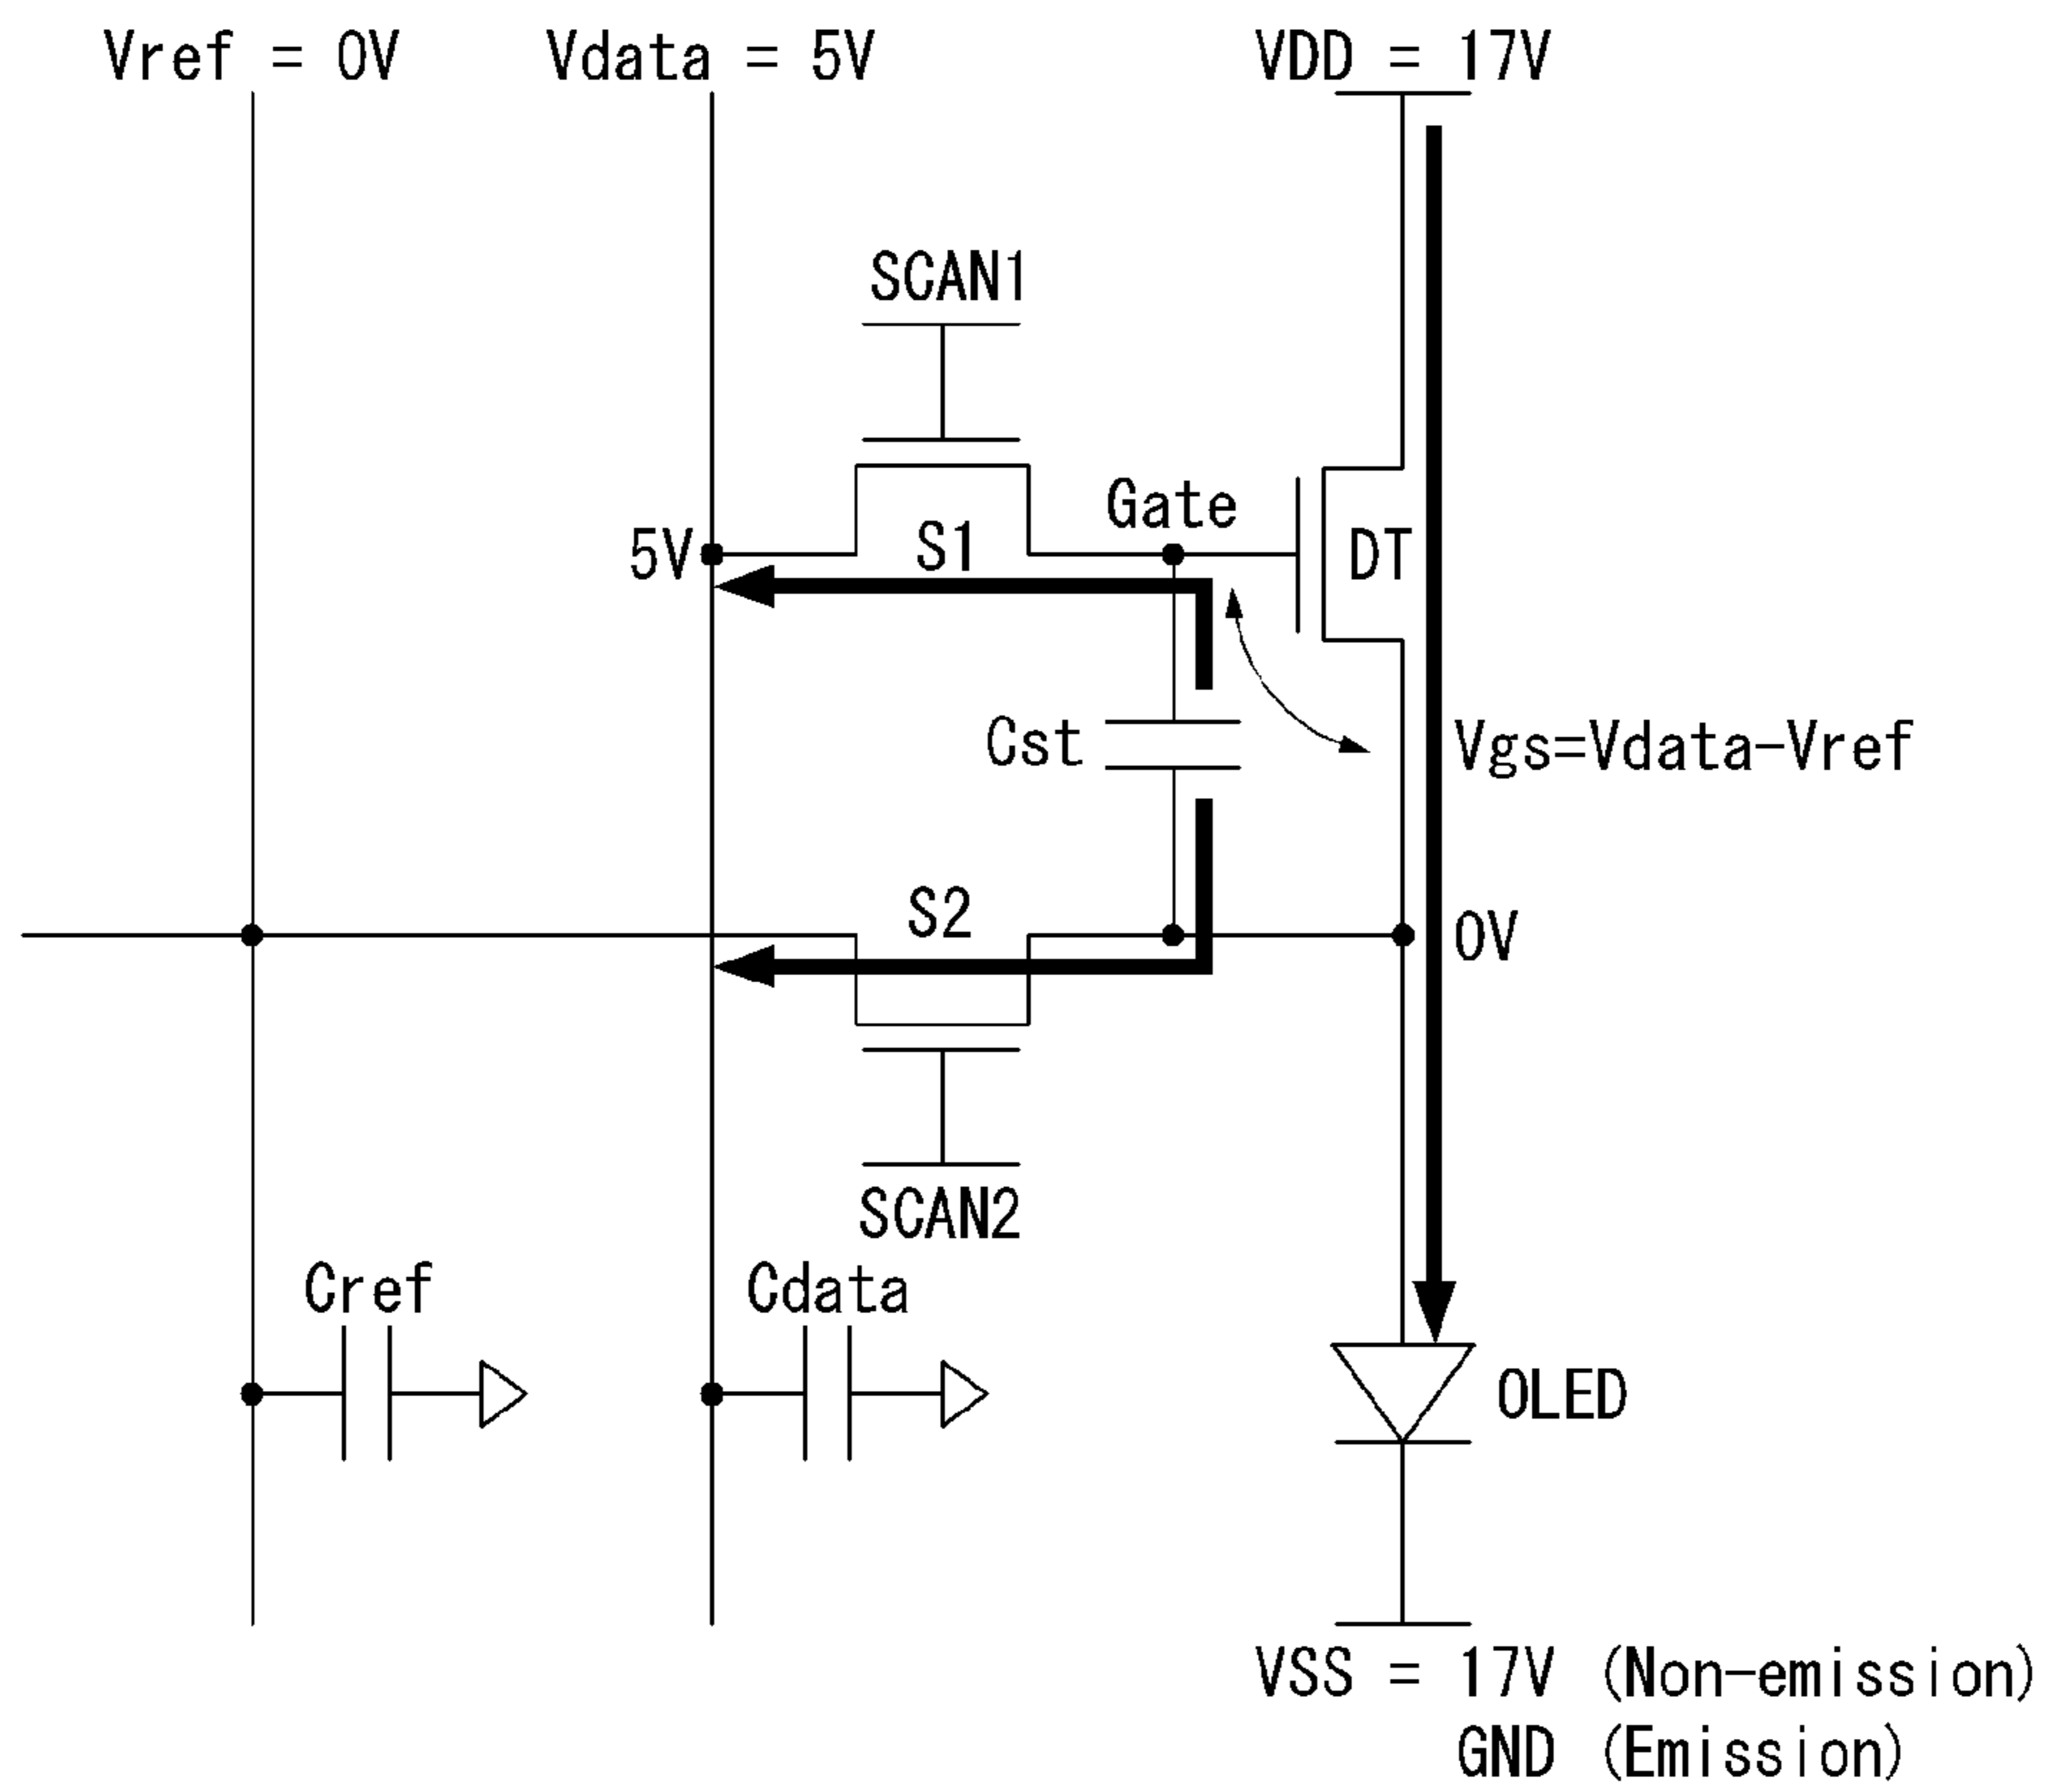 Vref = 0V
Vdata = 5V
VDD = 17V
SCAN1
Gate
S1
5V
DT
Cst
Vgs=Vdata-Vref
S2
0V
SCAN2
Cref
Cdata
OLED
VSS = 17V (Non-emission)
GND (Emission)